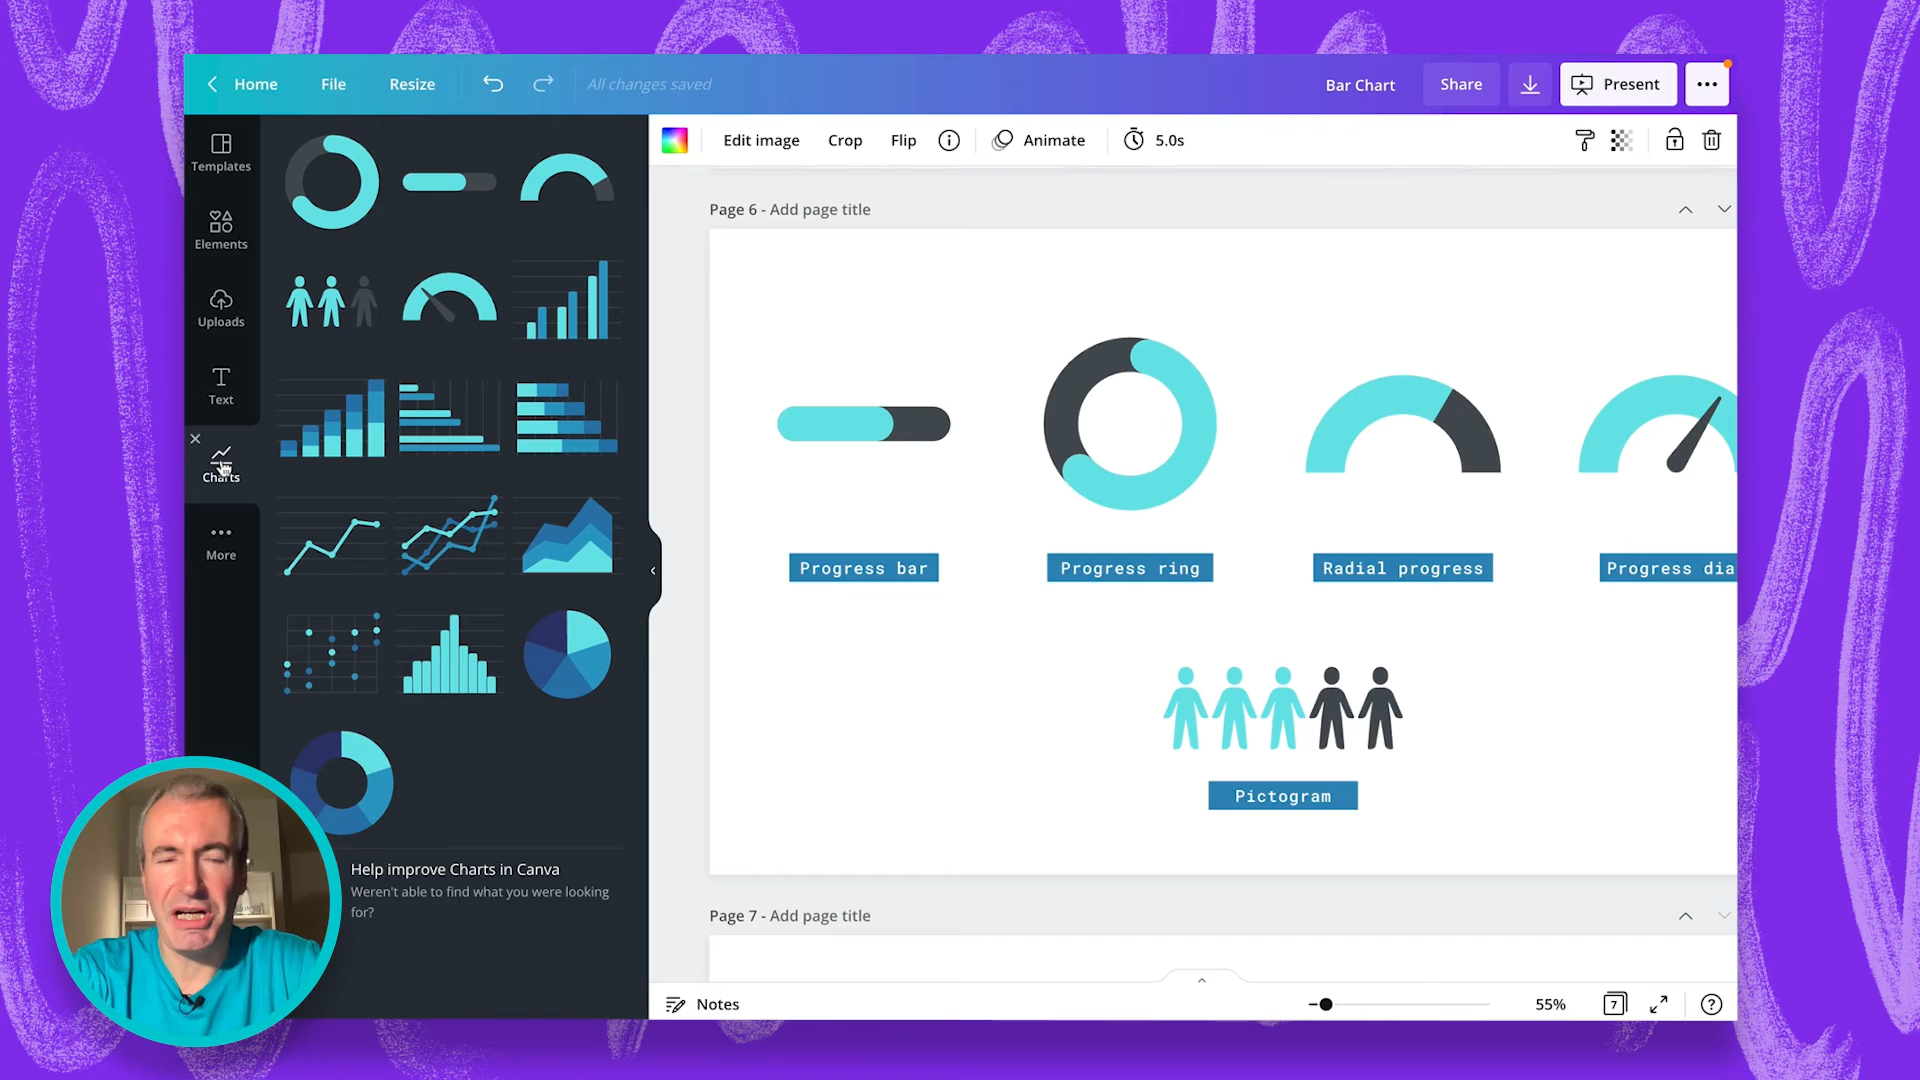 Home
File
Resize
All changes saved
Bar Chart
Share
Present
Templates
Elements
Uploads
Text
Charts
More
Edit image
Crop
Flip
Animate
5.0s
Page 6 - Add page title
Progress bar
Progress ring
Radial progress
Progress dia
Pictogram
Help improve Charts in Canva
Weren't able to find what you were looking
for?
Page 7 - Add page title
Notes
55%
7